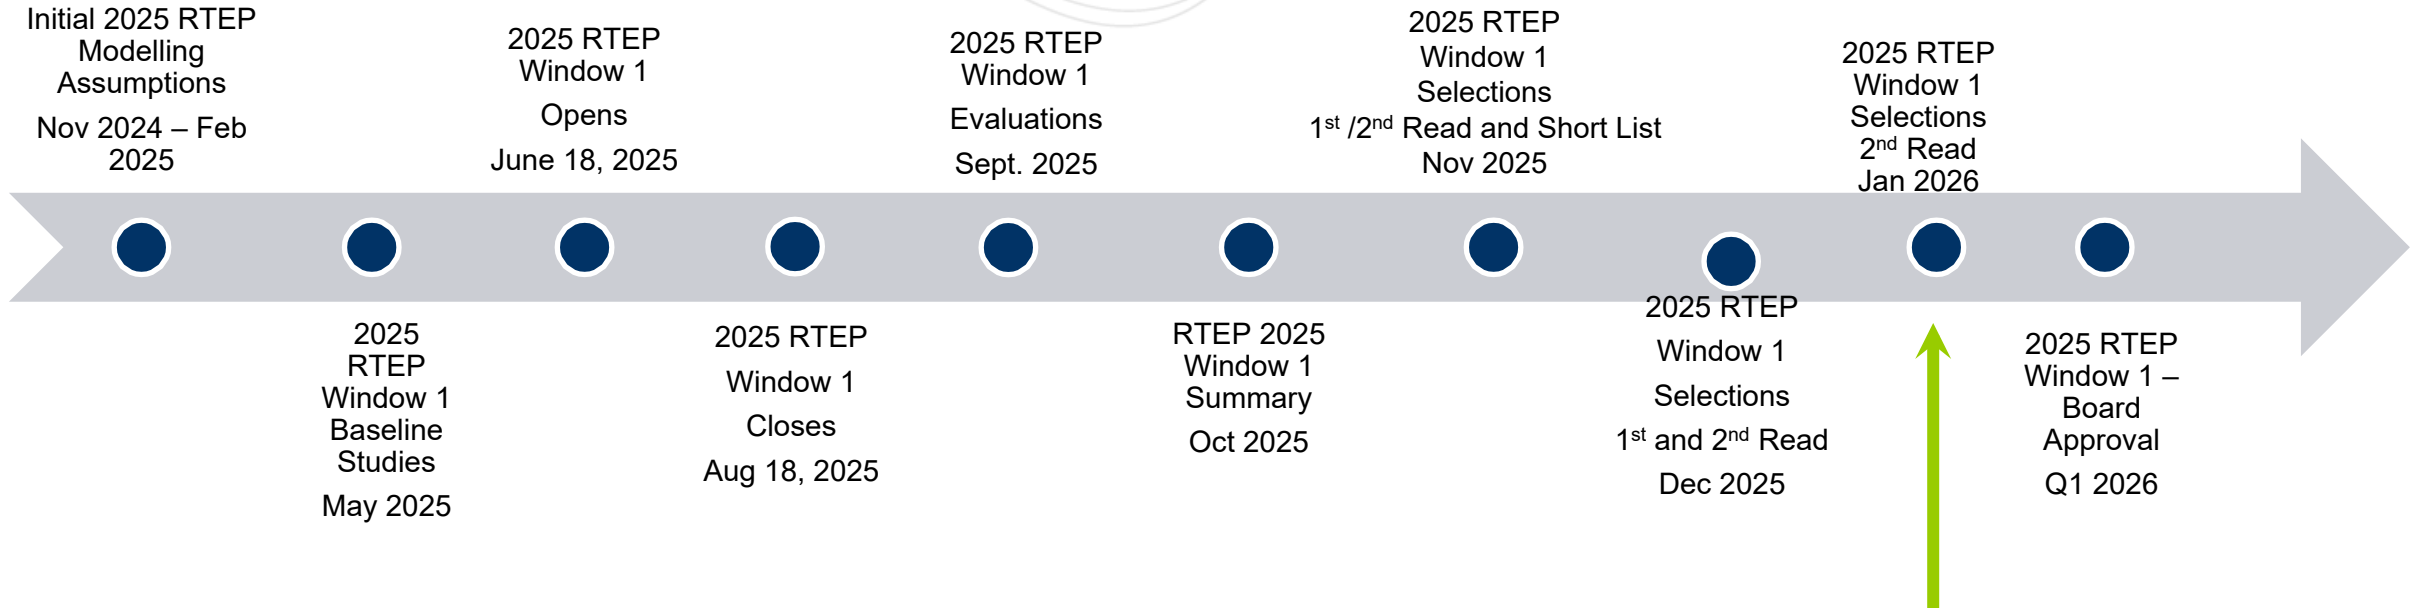 Initial 2025 RTEP
Modelling
Assumptions
Nov 2024 – Feb
2025
2025
RTEP
Window 1
Baseline
Studies
May 2025
2025 RTEP
Window 1
Opens
June 18, 2025
2025 RTEP
Window 1
Closes
Aug 18, 2025
2025 RTEP
Window 1
Evaluations
Sept. 2025
RTEP 2025
Window 1
Summary
Oct 2025
2025 RTEP
Window 1
Selections
1st /2nd Read and Short List
Nov 2025
2025 RTEP
Window 1
Selections
1st and 2nd Read
Dec 2025
2025 RTEP
Window 1
Selections
2nd Read
Jan 2026
2025 RTEP
Window 1 –
Board
Approval
Q1 2026